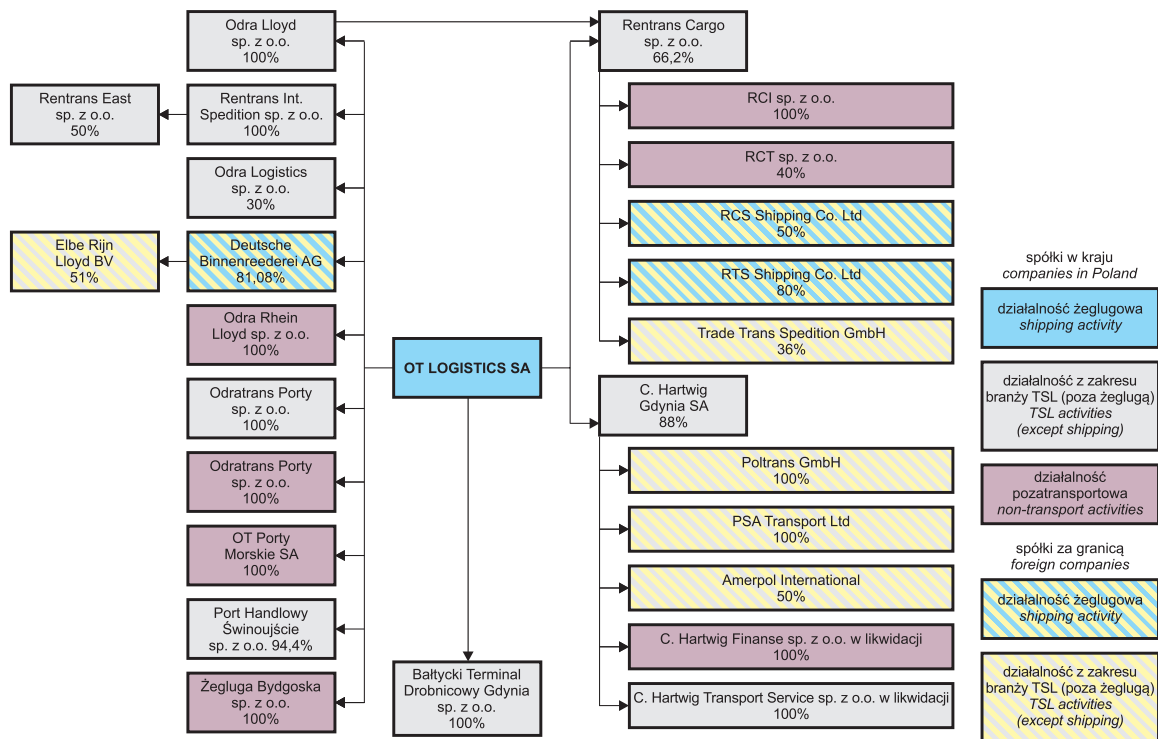 Odra Lloyd
sp. z o.o.
100%
Rentrans East
sp. z o.o.
50%
Rentrans Int.
Spedition sp. z o.o.
100%
Odra Logistics
sp. z o.o.
30%
Elbe Rijn
Lloyd BV
51%
Deutsche
Binnenreederei AG
81,08%
Odra Rhein
Lloyd sp. z o.o.
100%
Odratrans Porty
sp. z o.o.
100%
Odratrans Porty
sp. z o.o.
100%
OT Porty
Morskie SA
100%
Port Handlowy
Świnoujście
sp. z o.o. 94,4%
Żegluga Bydgoska
sp. z o.o.
100%
OT LOGISTICS SA
Bałtycki Terminal
Drobnicowy Gdynia
sp. z o.o.
100%
Rentrans Cargo
sp. z o.o.
66,2%
RCI sp. z o.o.
100%
RCT sp. z o.o.
40%
RCS Shipping Co. Ltd
50%
RTS Shipping Co. Ltd
80%
Trade Trans Spedition GmbH
36%
C. Hartwig
Gdynia SA
88%
Poltrans GmbH
100%
PSA Transport Ltd
100%
Amerpol International
50%
C. Hartwig Finanse sp. z o.o. w likwidacji
100%
C. Hartwig Transport Service sp. z o.o. w likwidacji
100%
spółki w kraju
companies in Poland
działalność żeglugowa
shipping activity
działalność z zakresu
branży TSL (poza żeglugą)
TSL activities
(except shipping)
działalność
pozatransportowa
non-transport activities
spółki za granicą
foreign companies
działalność żeglugowa
shipping activity
działalność z zakresu
branży TSL (poza żeglugą)
TSL activities
(except shipping)